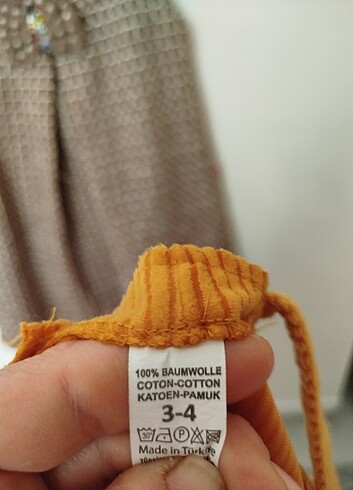 100% BAUMWOLLE
COTON-COTTON
KATOEN-PAMUK
3-4
Made in Türkiye